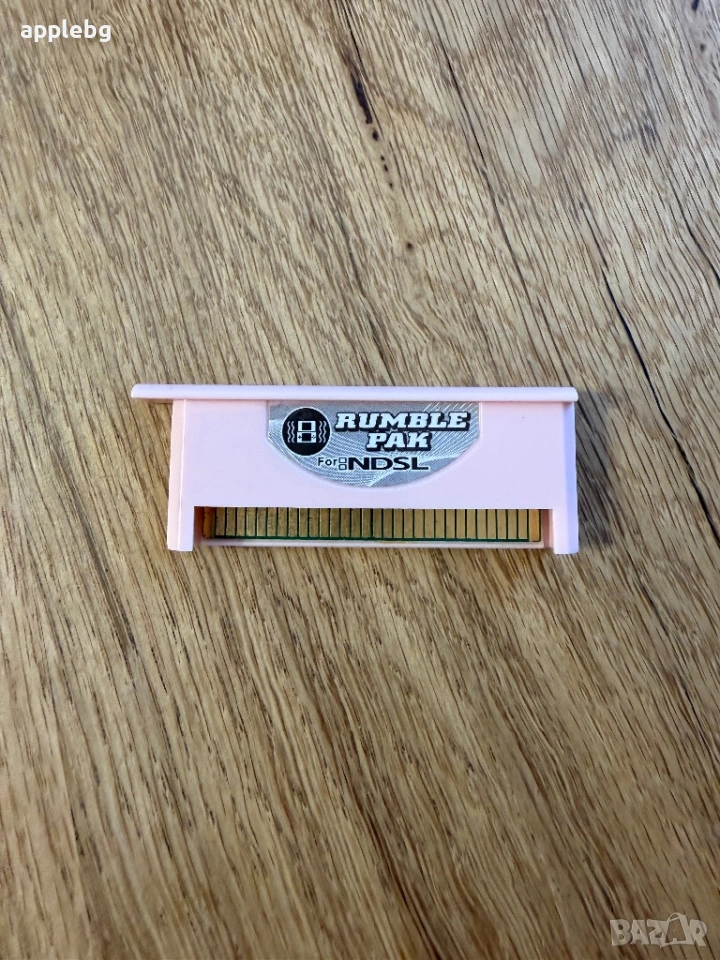 applebg
RUMBLE
PAK
For NDSL
BAZAR